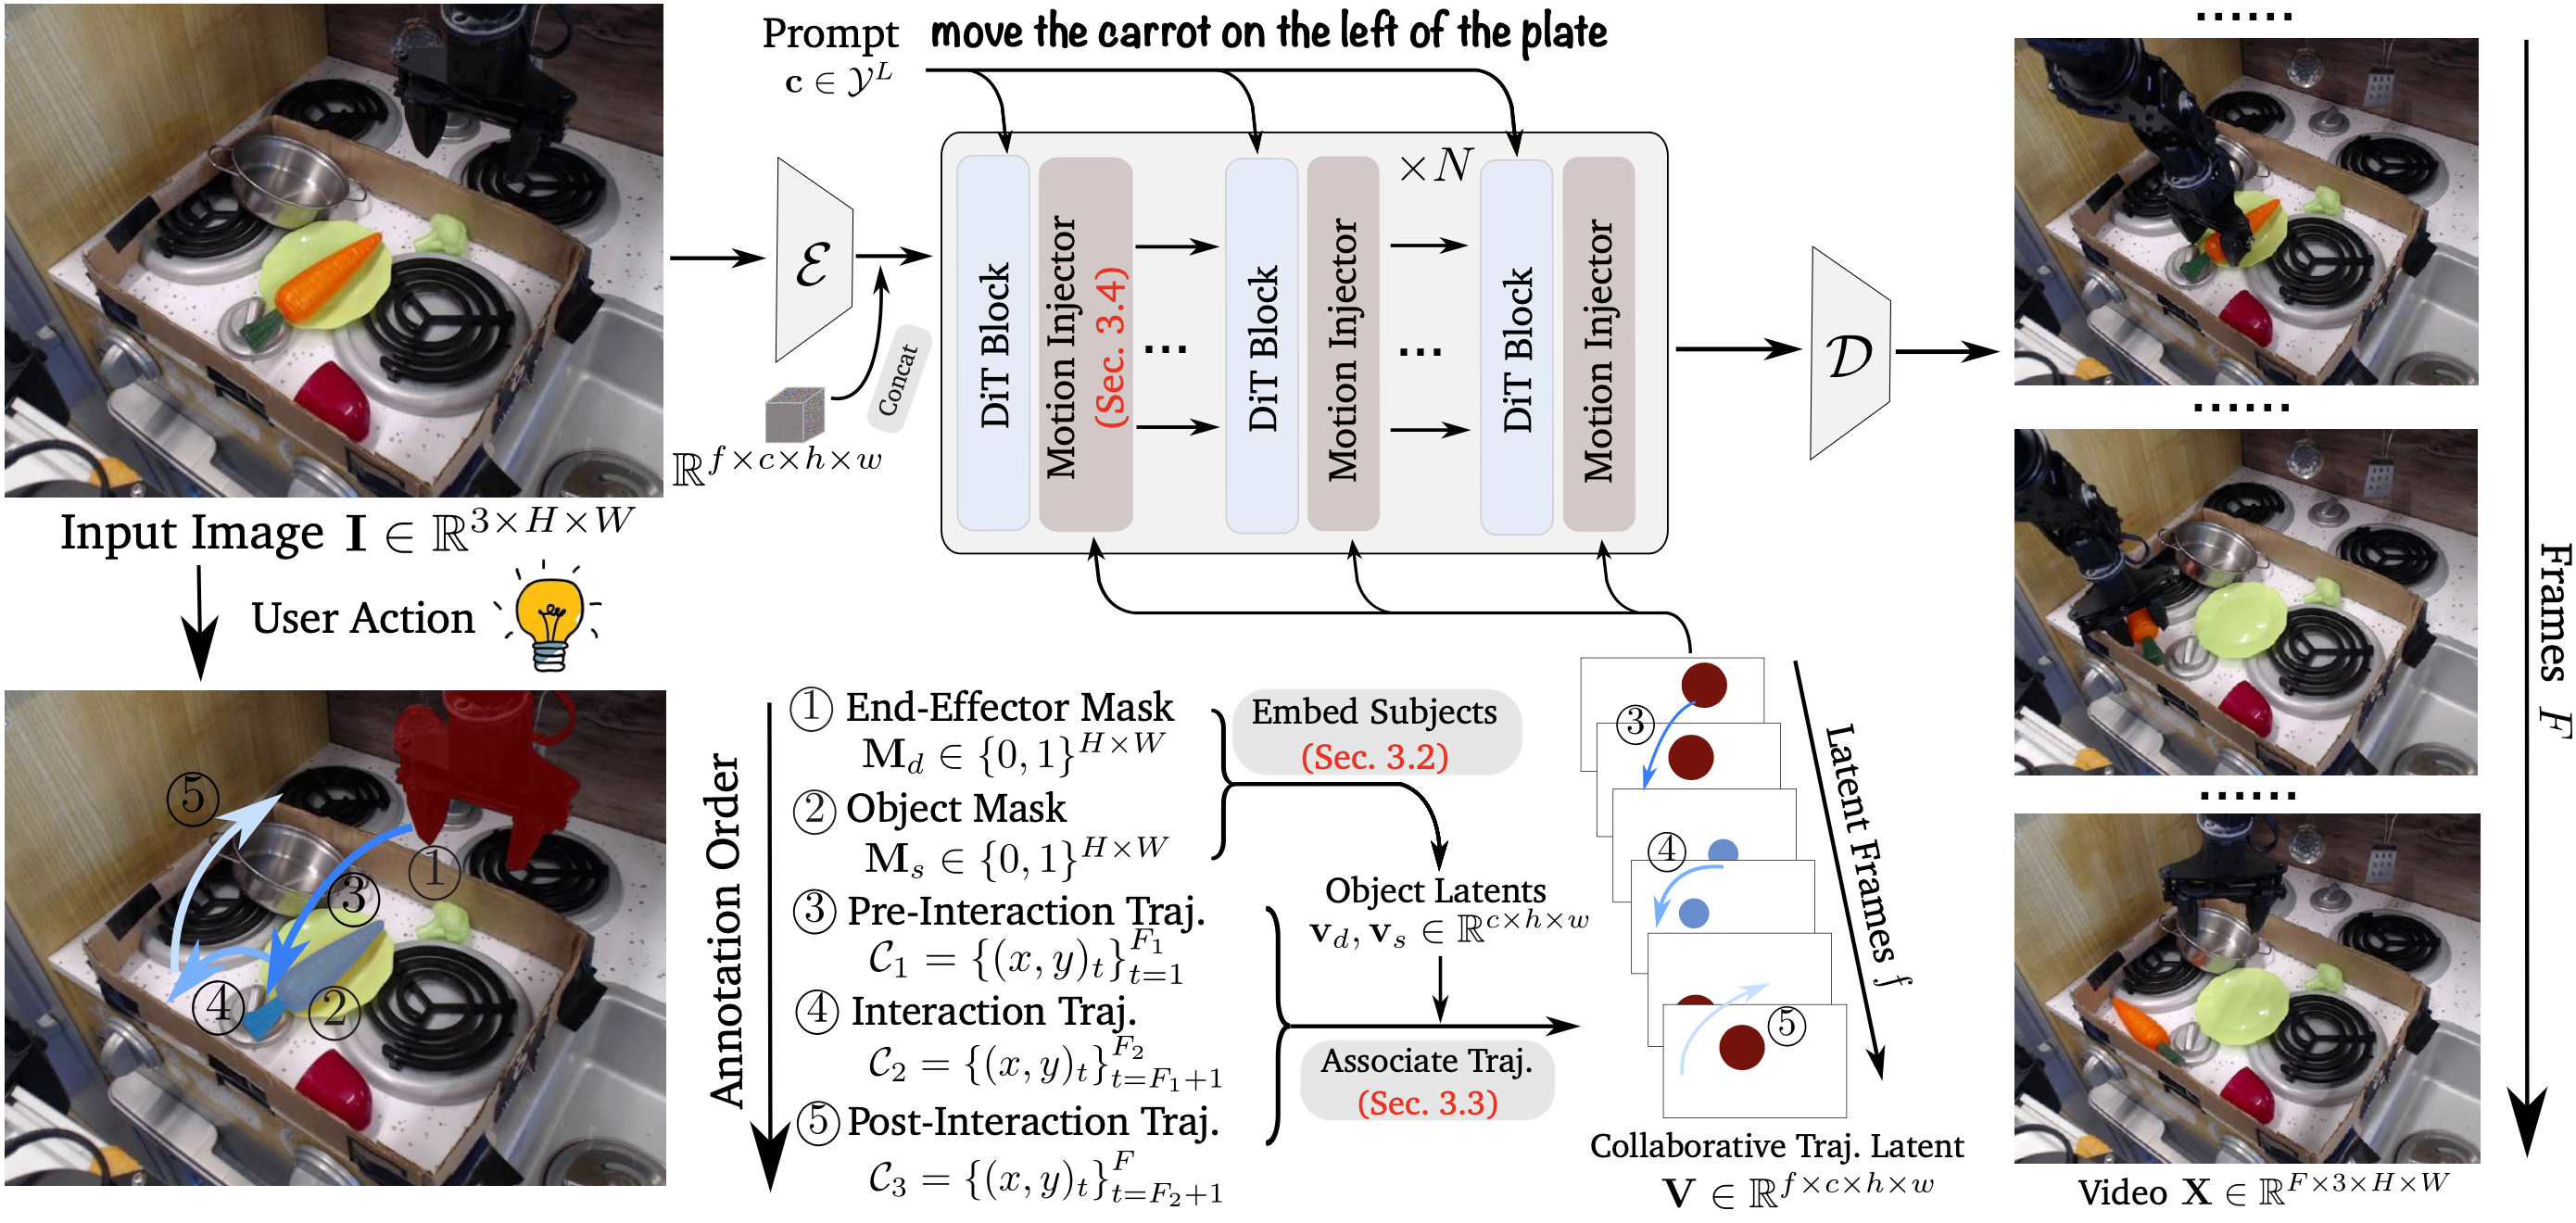 Prompt move the carrot on the left of the plate
$\mathbf{c} \in \mathcal{Y}^L$
$\mathcal{E}$
Concat
$\mathbb{R}^{f \times c \times h \times w}$
DiT Block
Motion Injector
(Sec. 3.4)
...
DiT Block
Motion Injector
×N
...
DiT Block
Motion Injector
$\mathcal{D}$
Input Image $\mathbf{I} \in \mathbb{R}^{3 \times H \times W}$
User Action
⑤
③
①
④
②
Annotation Order
① End-Effector Mask
$\mathbf{M}_d \in \{0,1\}^{H \times W}$
② Object Mask
$\mathbf{M}_s \in \{0,1\}^{H \times W}$
③ Pre-Interaction Traj.
$\mathcal{C}_1 = \{(x,y)_t\}_{t=1}^{F_1}$
④ Interaction Traj.
$\mathcal{C}_2 = \{(x,y)_t\}_{t=F_1+1}^{F_2}$
⑤ Post-Interaction Traj.
$\mathcal{C}_3 = \{(x,y)_t\}_{t=F_2+1}^{F}$
Embed Subjects
(Sec. 3.2)
Object Latents
$\mathbf{v}_d, \mathbf{v}_s \in \mathbb{R}^{c \times h \times w}$
Associate Traj.
(Sec. 3.3)
③
④
⑤
Latent Frames $f$
Collaborative Traj. Latent
$\mathbf{V} \in \mathbb{R}^{f \times c \times h \times w}$
......
......
......
Frames $F$
Video $\mathbf{X} \in \mathbb{R}^{F \times 3 \times H \times W}$